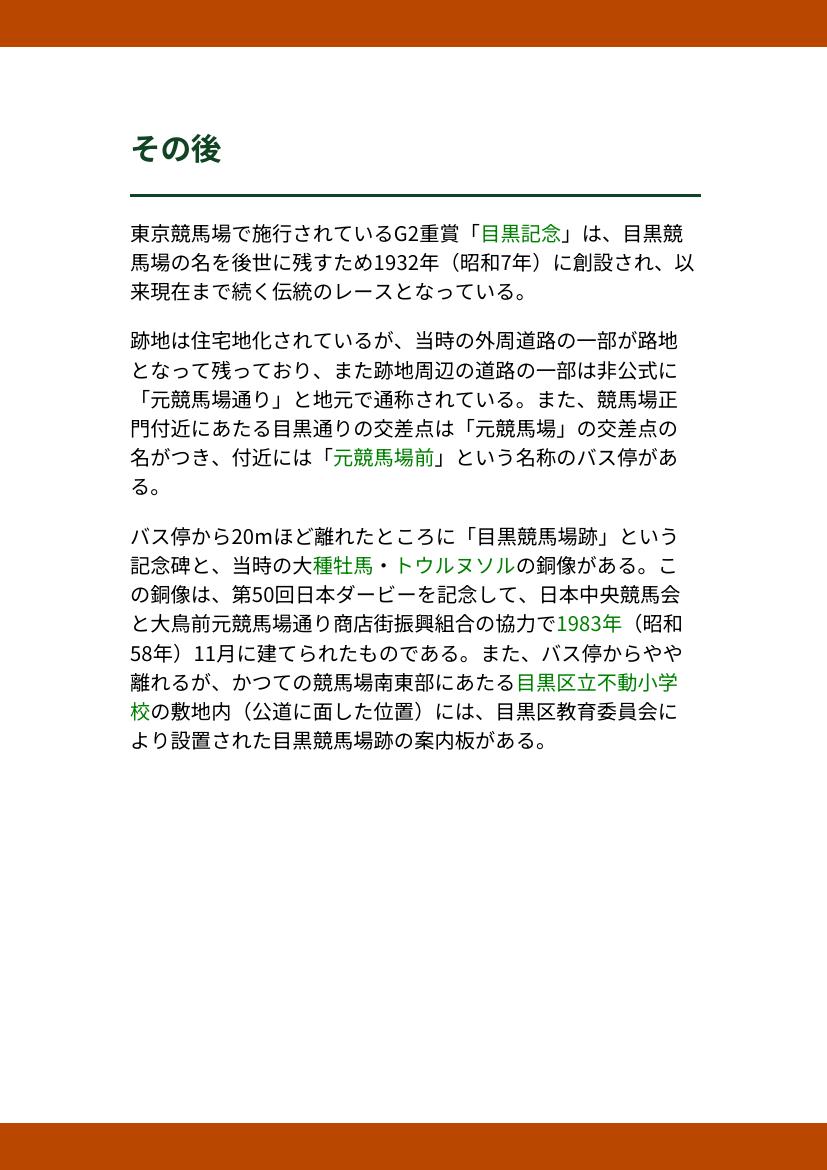 その後
東京競馬場で施行されているG2重賞「目黒記念」は、目黒競
馬場の名を後世に残すため1932年（昭和7年）に創設され、以
来現在まで続く伝統のレースとなっている。
跡地は住宅地化されているが、当時の外周道路の一部が路地
となって残っており、また跡地周辺の道路の一部は非公式に
「元競馬場通り」と地元で通称されている。また、競馬場正
門付近にあたる目黒通りの交差点は「元競馬場」の交差点の
名がつき、付近には「元競馬場前」という名称のバス停があ
る。
バス停から20mほど離れたところに「目黒競馬場跡」という
記念碑と、当時の大種牡馬・トウルヌソルの銅像がある。こ
の銅像は、第50回日本ダービーを記念して、日本中央競馬会
と大鳥前元競馬場通り商店街振興組合の協力で1983年（昭和
58年）11月に建てられたものである。また、バス停からやや
離れるが、かつての競馬場南東部にあたる目黒区立不動小学
校の敷地内（公道に面した位置）には、目黒区教育委員会に
より設置された目黒競馬場跡の案内板がある。